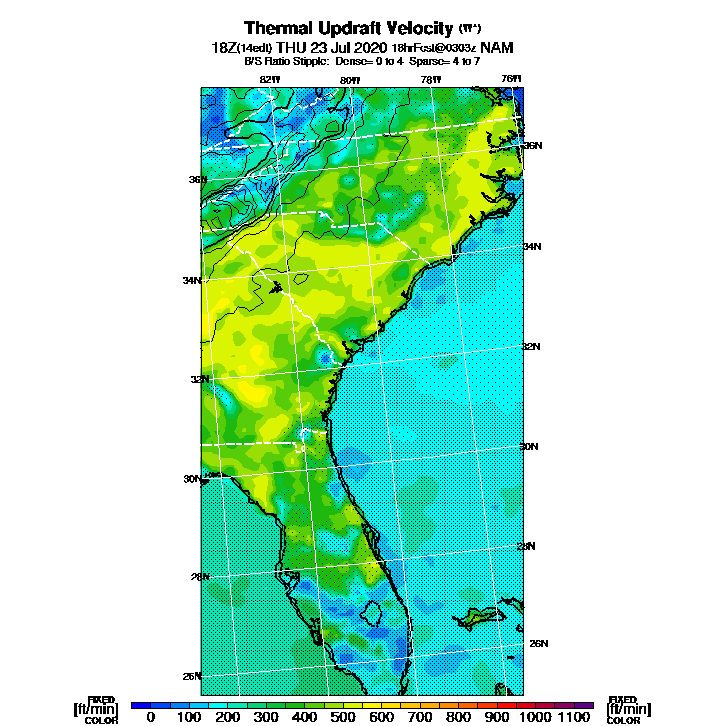 Thermal Updraft Velocity (W*)
18Z(14edt) THU 23 Jul 2020 18hrFcst@0303z NAM
B/S Ratio Stipple: Dense= 0 to 4 Sparse= 4 to 7
82W 80W 78W 76W
36N
36N
34N
34N
32N
32N
30N
30N
28N
28N
26N
26N
FIXED FIXED
[ft/min] [ft/min]
COLOR COLOR
0 100 200 300 400 500 600 700 800 900 1000 1100